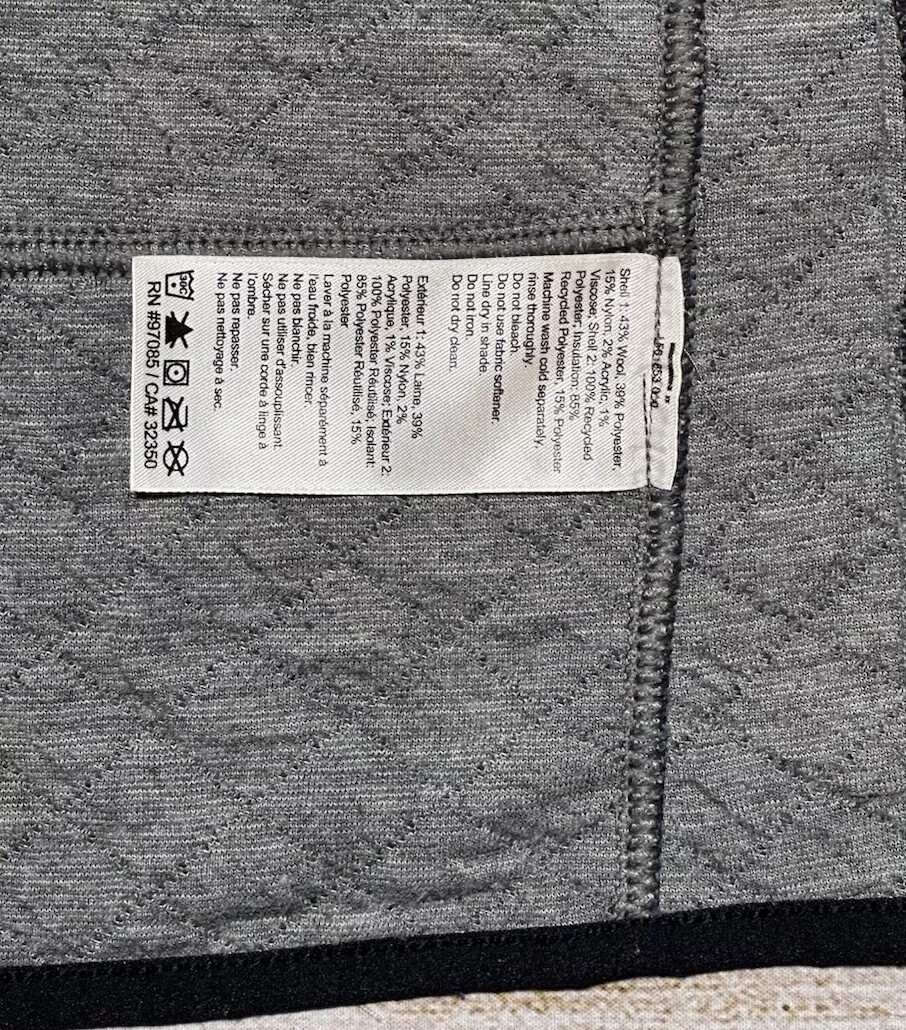 Shell 1: 43% Wool, 39% Polyester,
15% Nylon, 2% Acrylic, 1%
Viscose; Shell 2: 100% Recycled
Polyester; Insulation: 85%
Recycled Polyester, 15% Polyester
Machine wash cold separately,
rinse thoroughly.
Do not bleach.
Do not use fabric softener.
Line dry in shade.
Do not iron.
Do not dry clean.
Extérieur 1: 43% Laine, 39%
Polyester, 15% Nylon, 2%
Acrylique, 1% Viscose; Extérieur 2:
100% Polyester Réutilisé; Isolant:
85% Polyester Réutilisé, 15%
Polyester
Laver à la machine séparément à
l'eau froide, bien rincer.
Ne pas blanchir.
Ne pas utiliser d'assouplissant.
Sécher sur une corde à linge à
l'ombre.
Ne pas repasser.
Ne pas nettoyage à sec.
30C
RN #97085 / CA# 32350